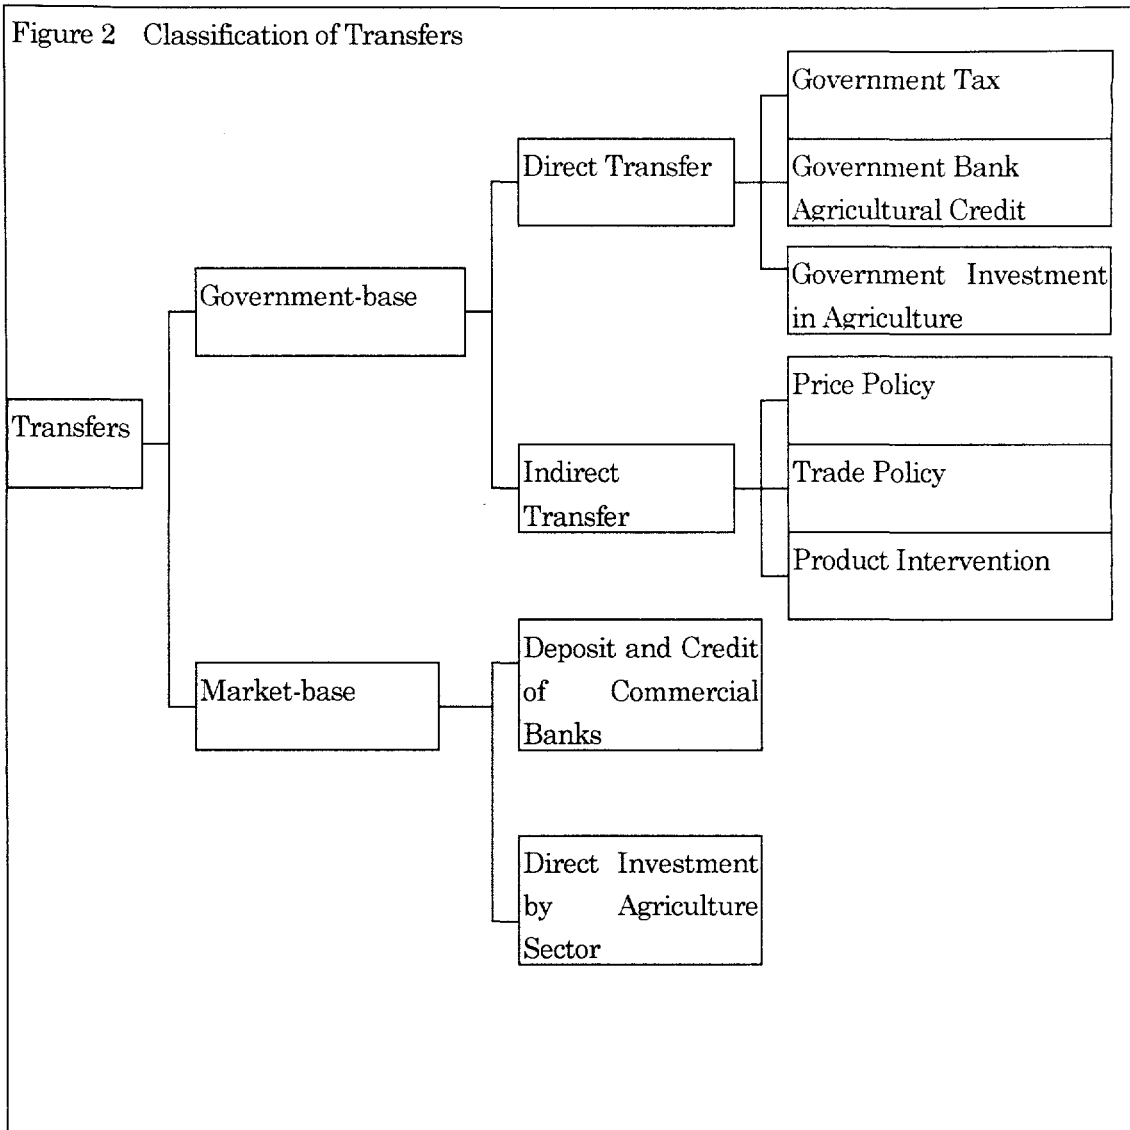 Figure 2 Classification of Transfers
Government Tax
Direct Transfer
Government Bank
Agricultural Credit
Government Investment
in Agriculture
Government-base
Price Policy
Transfers
Indirect
Transfer
Trade Policy
Product Intervention
Deposit and Credit
of Commercial
Banks
Market-base
Direct Investment
by Agriculture
Sector